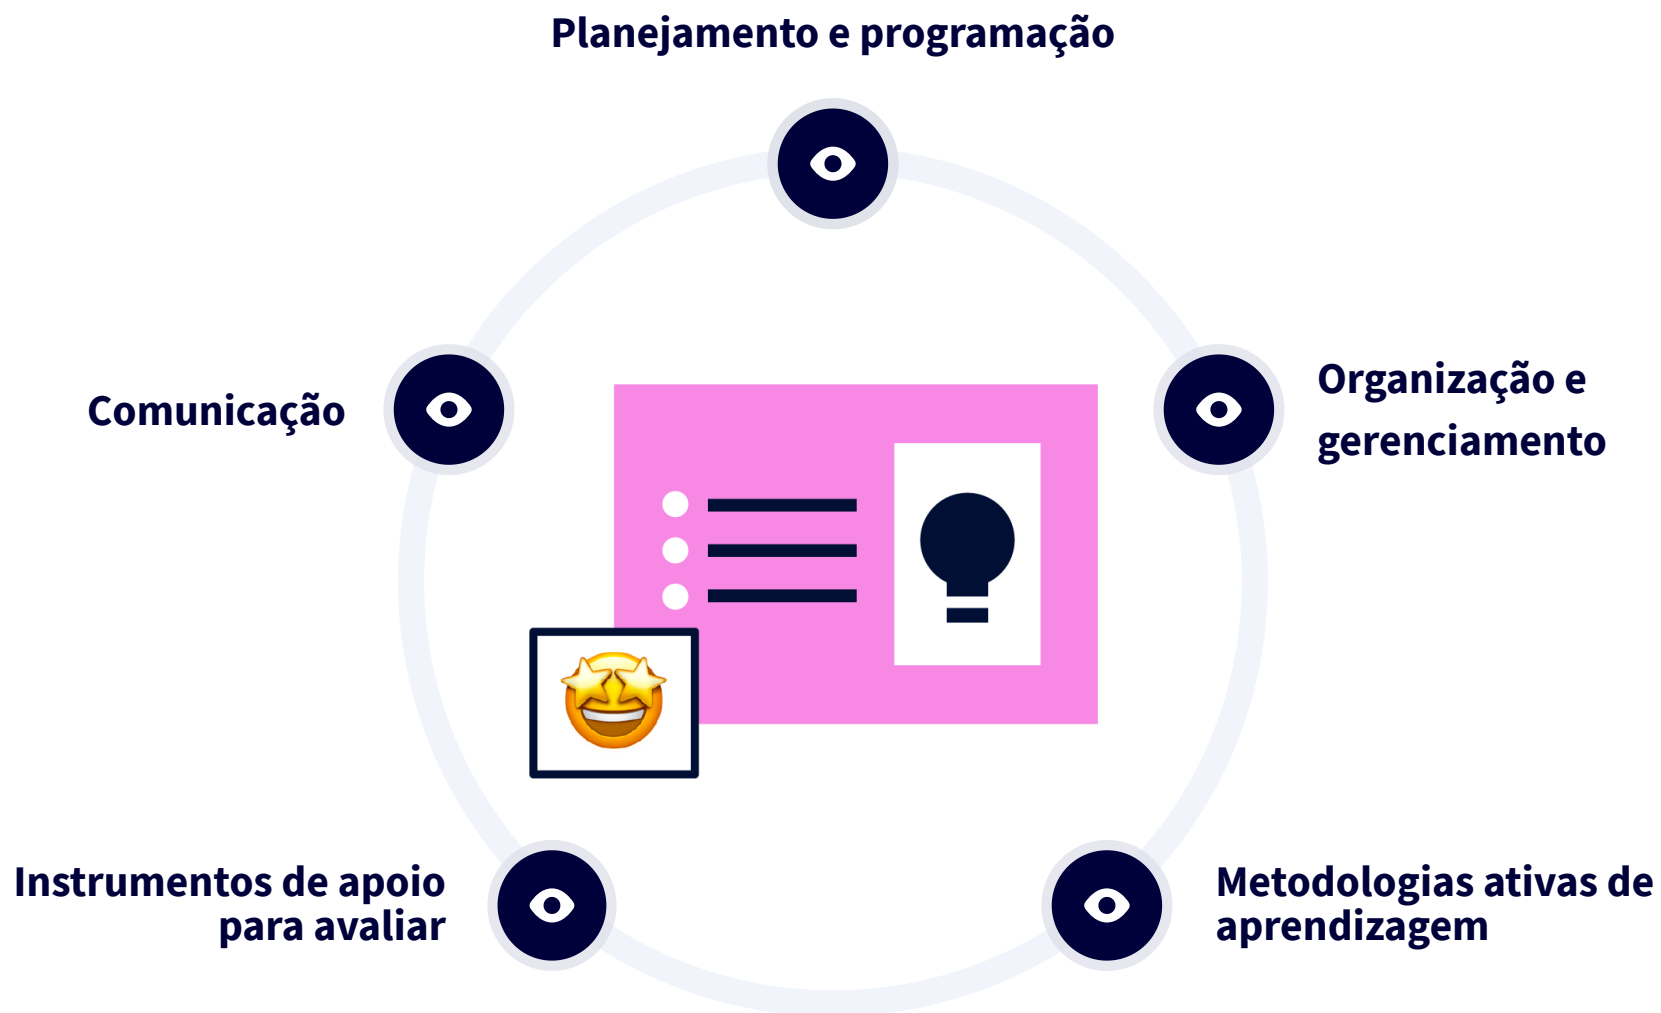 Planejamento e programação
Comunicação
Organização e
gerenciamento
Instrumentos de apoio
para avaliar
Metodologias ativas de
aprendizagem